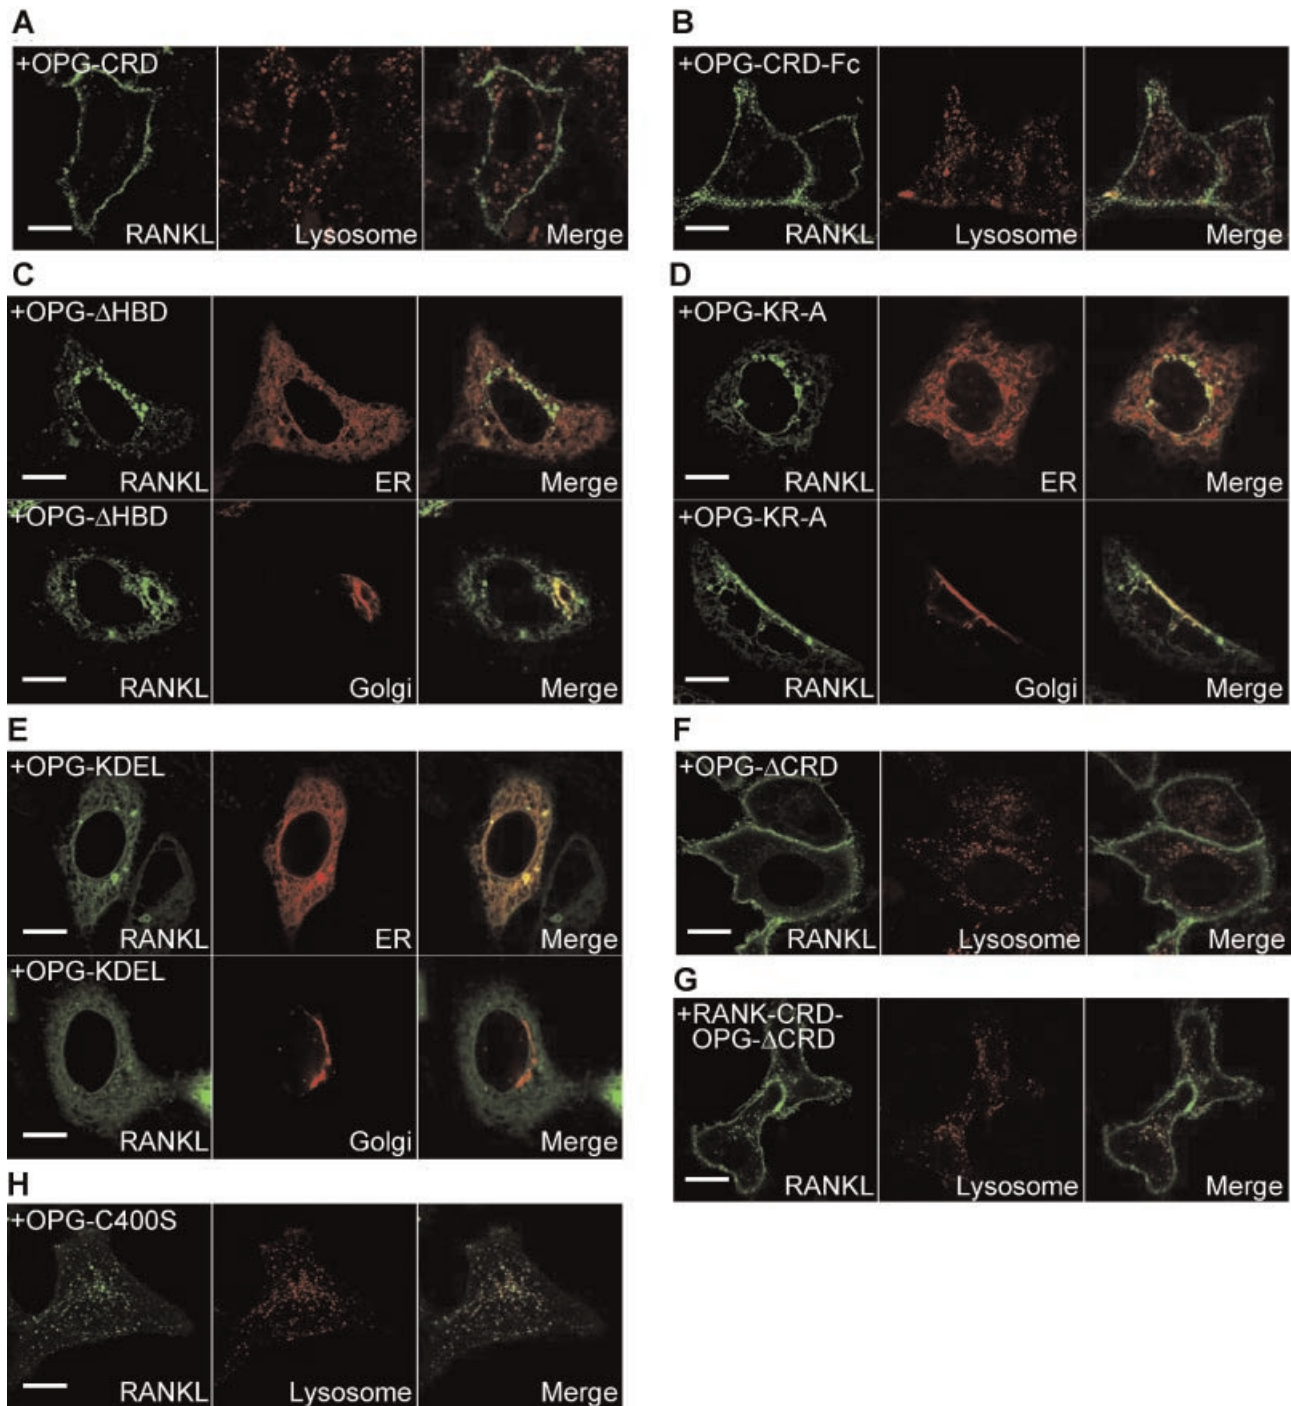 A
+OPG-CRD
RANKL
Lysosome
Merge
B
+OPG-CRD-Fc
RANKL
Lysosome
Merge
C
+OPG-ΔHBD
RANKL
ER
Merge
+OPG-ΔHBD
RANKL
Golgi
Merge
D
+OPG-KR-A
RANKL
ER
Merge
+OPG-KR-A
RANKL
Golgi
Merge
E
+OPG-KDEL
RANKL
ER
Merge
+OPG-KDEL
RANKL
Golgi
Merge
F
+OPG-ΔCRD
RANKL
Lysosome
Merge
G
+RANK-CRD-
OPG-ΔCRD
RANKL
Lysosome
Merge
H
+OPG-C400S
RANKL
Lysosome
Merge